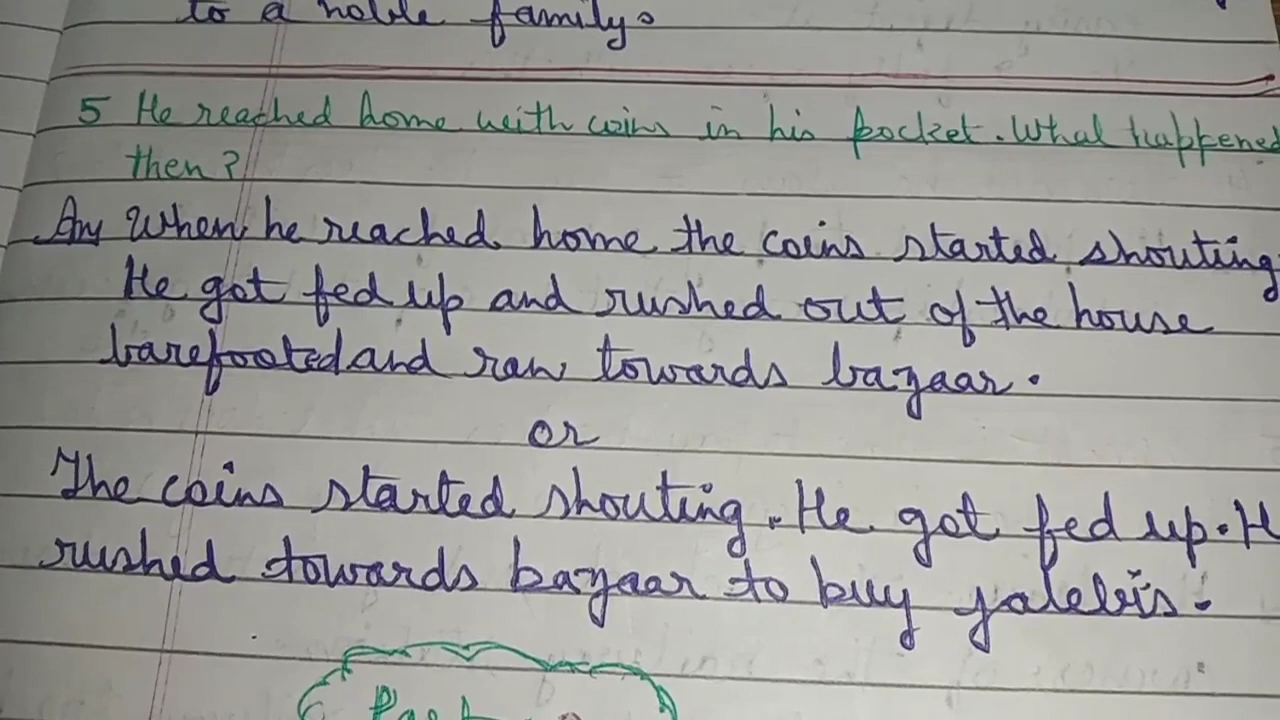 to a noble family.
5 He reached home with coins in his pocket. What happened
then?
Ans When he reached home the coins started shouting
He got fed up and rushed out of the house
barefooted and ran towards bazaar.
or
The coins started shouting. He got fed up. H
rushed towards bazaar to buy jalebis.